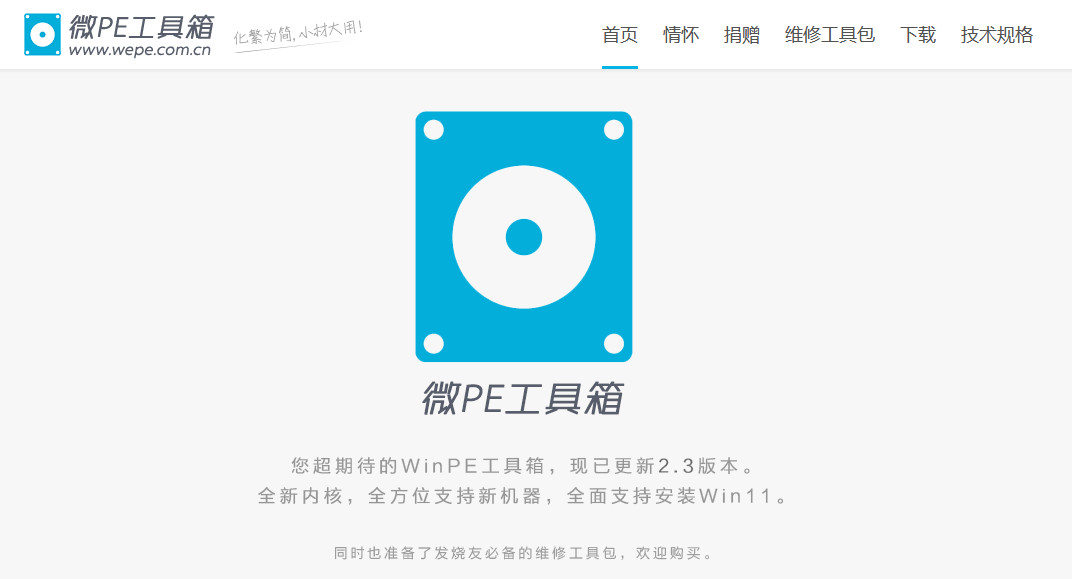 微PE工具箱
www.wepe.com.cn
化繁为简,小材大用!
首页 情怀 捐赠 维修工具包 下载 技术规格
微PE工具箱
您超期待的WinPE工具箱，现已更新2.3版本。
全新内核，全方位支持新机器，全面支持安装Win11。
同时也准备了发烧友必备的维修工具包，欢迎购买。